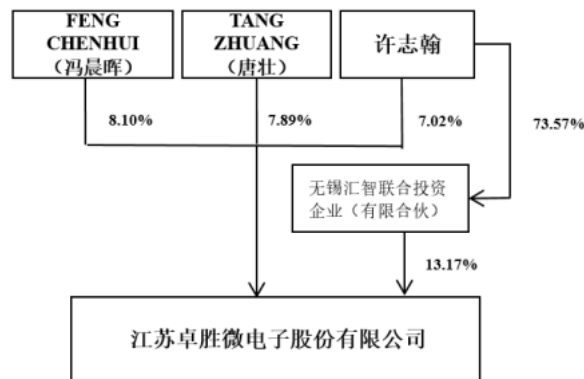 FENG
CHENHUI
（冯晨晖）
TANG
ZHUANG
（唐壮）
许志翰
8.10%
7.89%
7.02%
73.57%
无锡汇智联合投资
企业（有限合伙）
13.17%
江苏卓胜微电子股份有限公司